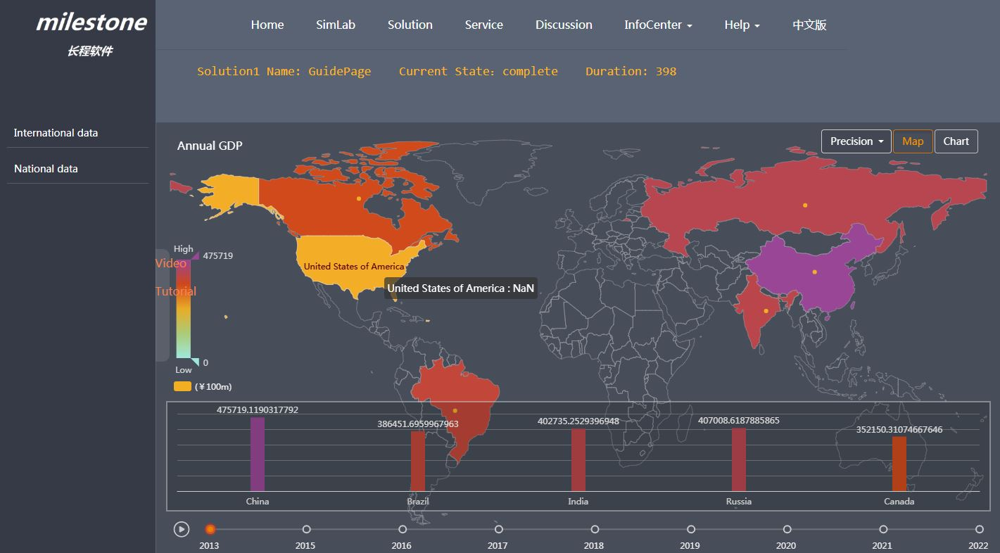 milestone
长程软件
Home SimLab Solution Service Discussion InfoCenter Help 中文版
Solution1 Name: GuidePage Current State: complete Duration: 398
International data
National data
Annual GDP
Precision Map Chart
High
475719
Video
Tutorial
0
Low
(￥100m)
United States of America
United States of America : NaN
475719.1190317792
386451.6959967963
402735.2529396948
407008.6187885865
352150.31074667646
China Brazil India Russia Canada
2013 2015 2016 2017 2018 2019 2020 2021 2022